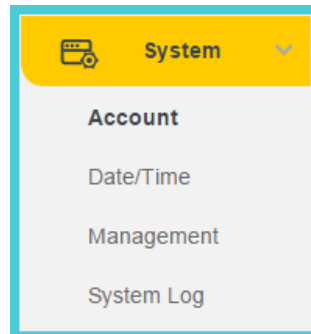 System
Account
Date/Time
Management
System Log